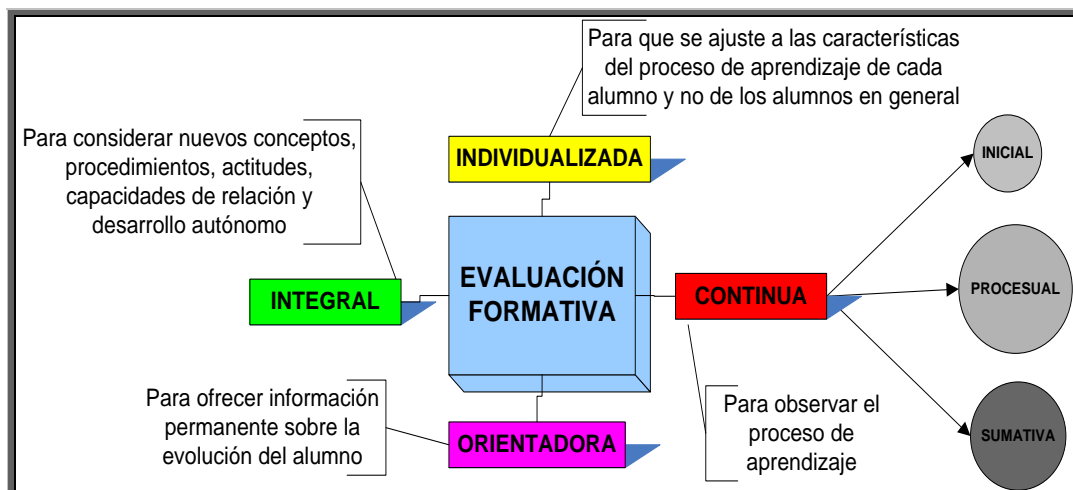 Para que se ajuste a las características
del proceso de aprendizaje de cada
alumno y no de los alumnos en general
Para considerar nuevos conceptos,
procedimientos, actitudes,
capacidades de relación y
desarrollo autónomo
INDIVIDUALIZADA
INICIAL
EVALUACIÓN
FORMATIVA
INTEGRAL
CONTINUA
PROCESUAL
Para ofrecer información
permanente sobre la
evolución del alumno
ORIENTADORA
Para observar el
proceso de
aprendizaje
SUMATIVA